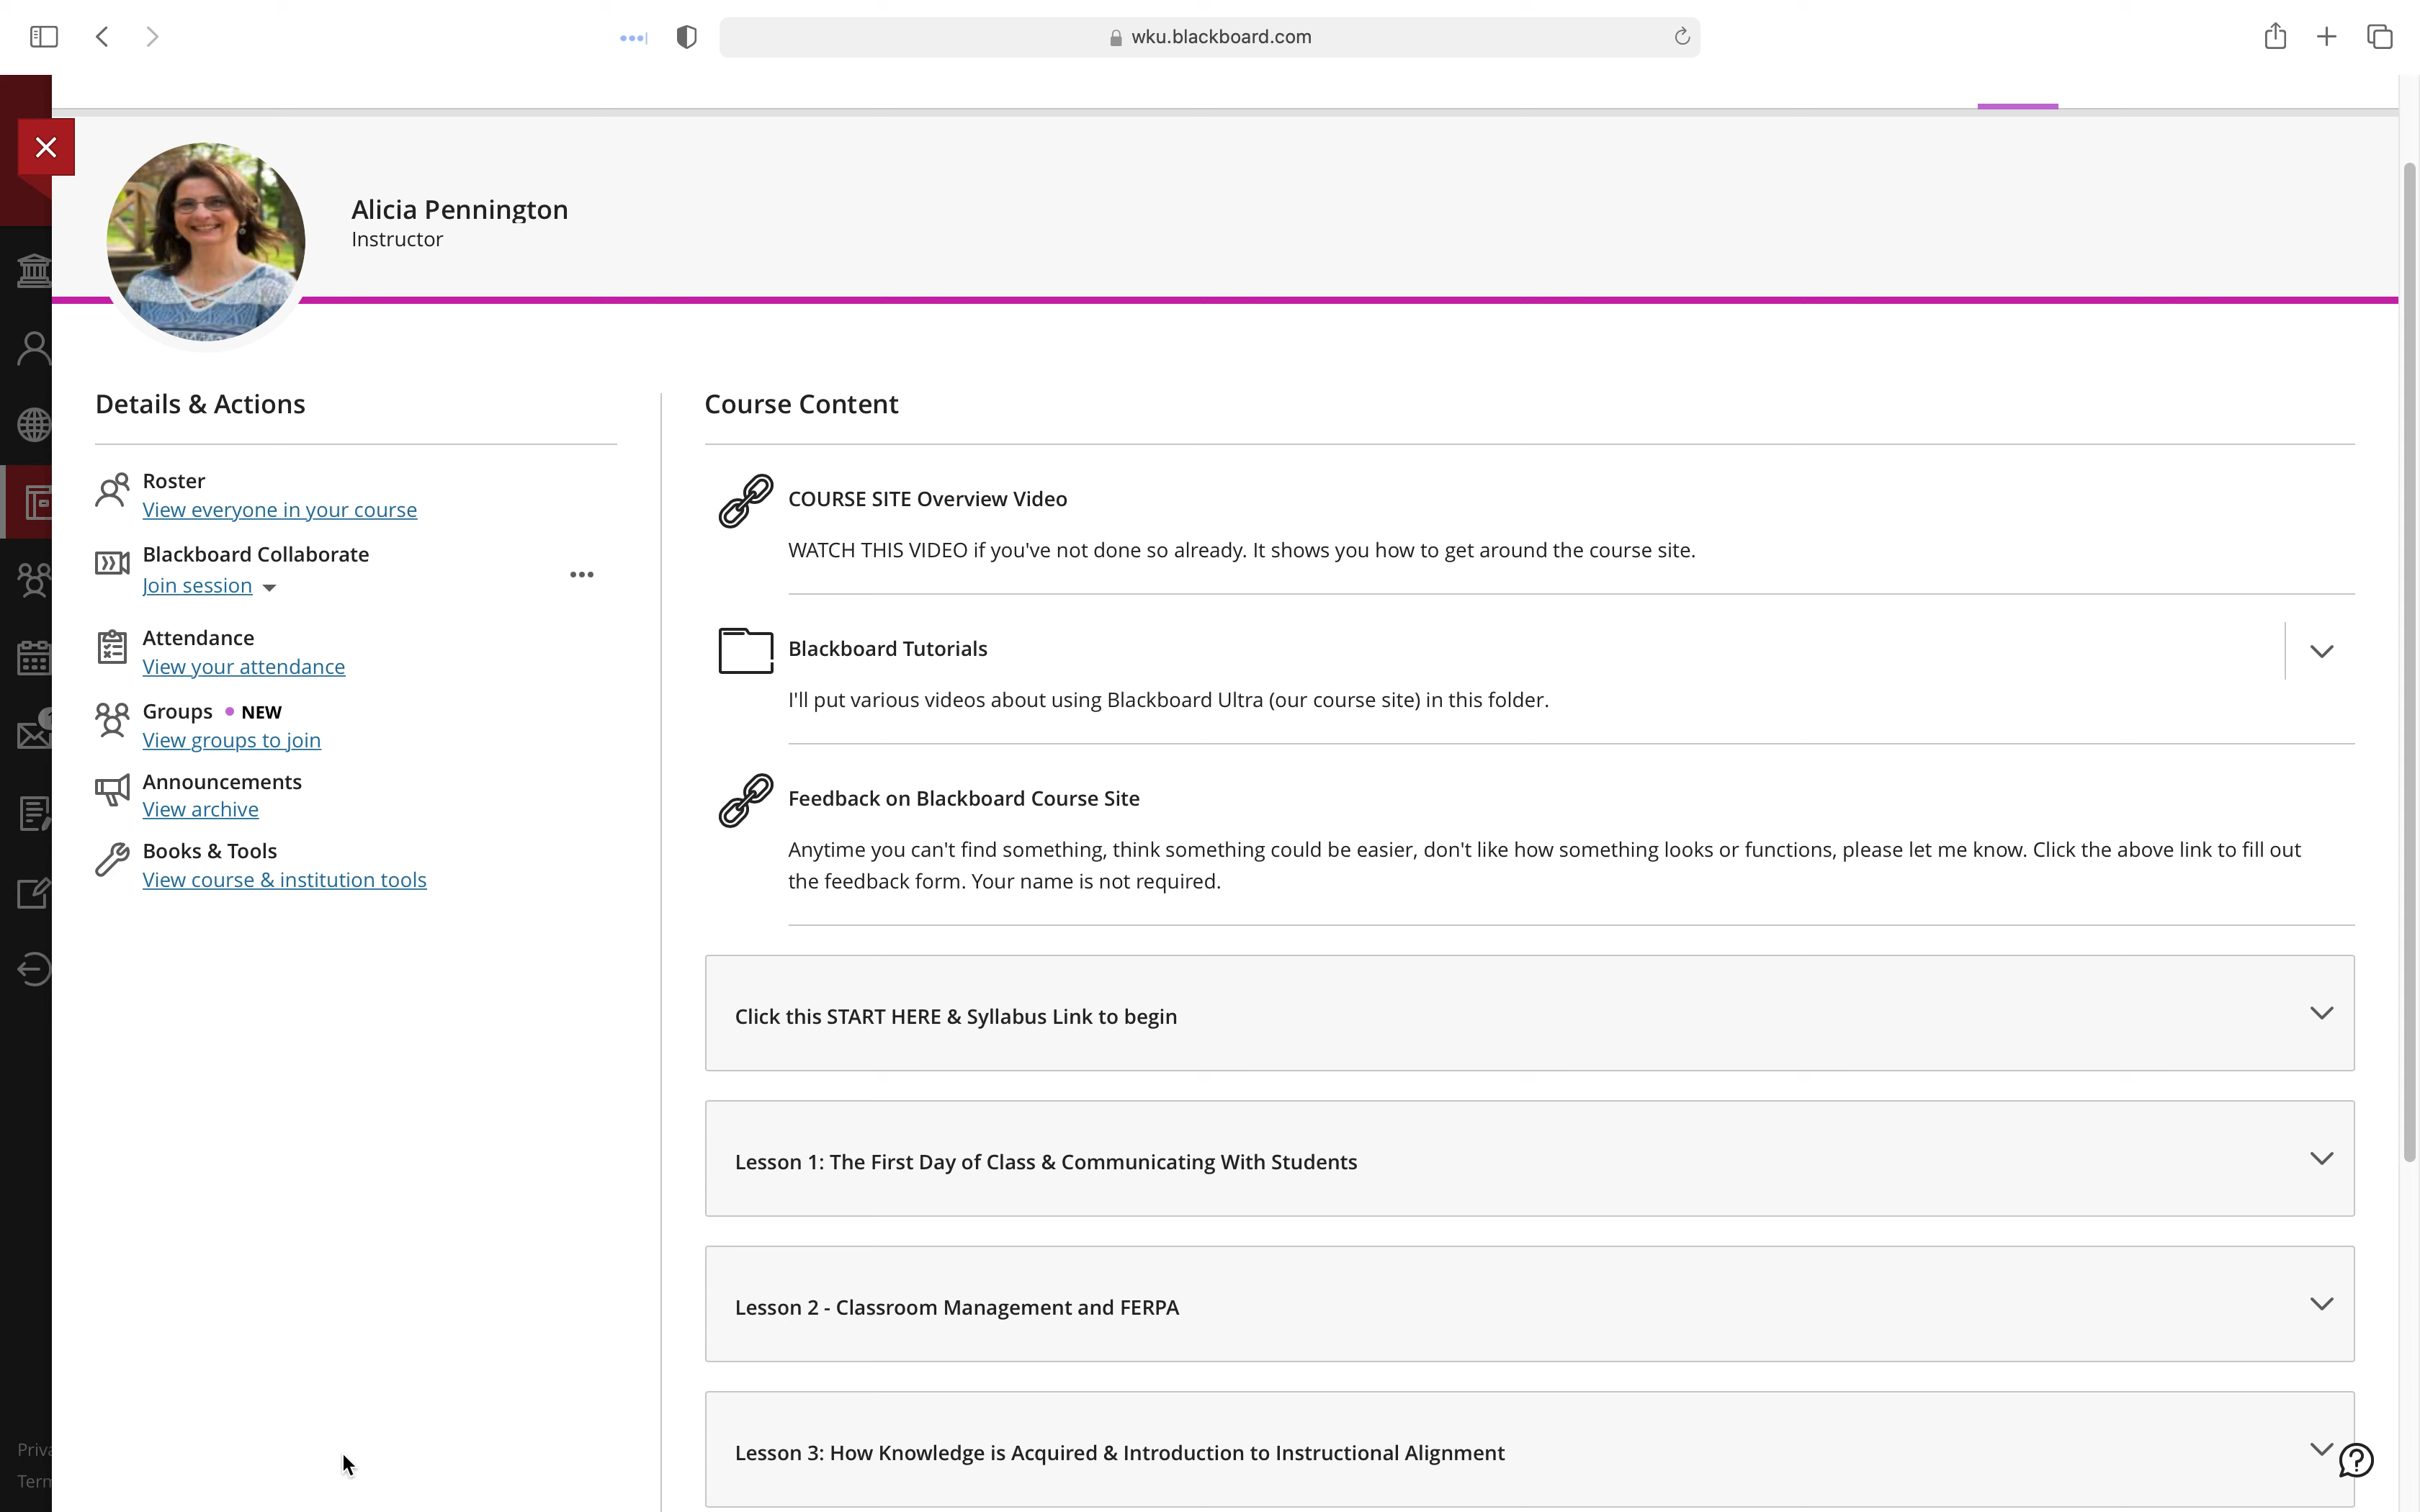 wku.blackboard.com
Alicia Pennington
Instructor
Details & Actions
Roster
View everyone in your course
Blackboard Collaborate
Join session
Attendance
View your attendance
Groups • NEW
View groups to join
Announcements
View archive
Books & Tools
View course & institution tools
Course Content
COURSE SITE Overview Video
WATCH THIS VIDEO if you've not done so already. It shows you how to get around the course site.
Blackboard Tutorials
I'll put various videos about using Blackboard Ultra (our course site) in this folder.
Feedback on Blackboard Course Site
Anytime you can't find something, think something could be easier, don't like how something looks or functions, please let me know. Click the above link to fill out
the feedback form. Your name is not required.
Click this START HERE & Syllabus Link to begin
Lesson 1: The First Day of Class & Communicating With Students
Lesson 2 - Classroom Management and FERPA
Lesson 3: How Knowledge is Acquired & Introduction to Instructional Alignment